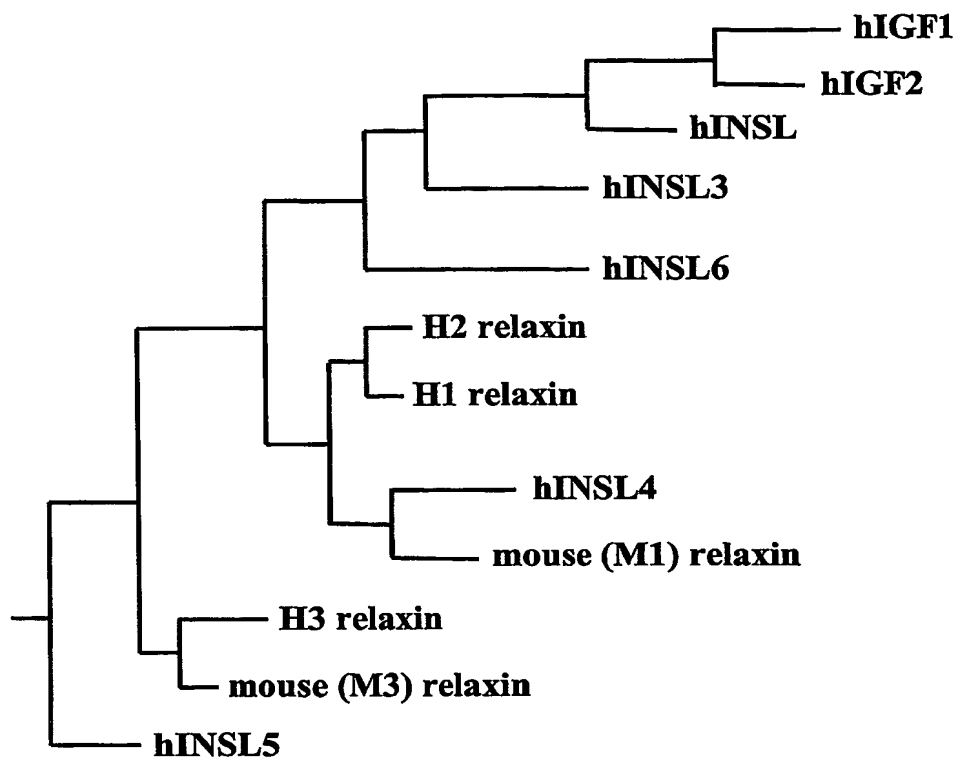 hIGF1
hIGF2
hINSL
hINSL3
hINSL6
H2 relaxin
H1 relaxin
hINSL4
mouse (M1) relaxin
H3 relaxin
mouse (M3) relaxin
hINSL5